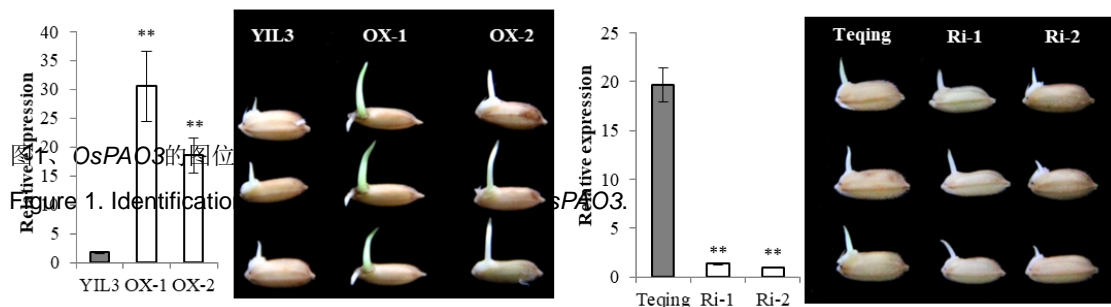 40
35
30
25
20
15
10
5
0
Relative expression
**
**
YIL3 OX-1 OX-2
YIL3 OX-1 OX-2
25
20
15
10
5
0
Relative expression
**
**
Teqing Ri-1 Ri-2
Teqing Ri-1 Ri-2
图1、OsPAO3的图位
Figure 1. Identification sPAO3.